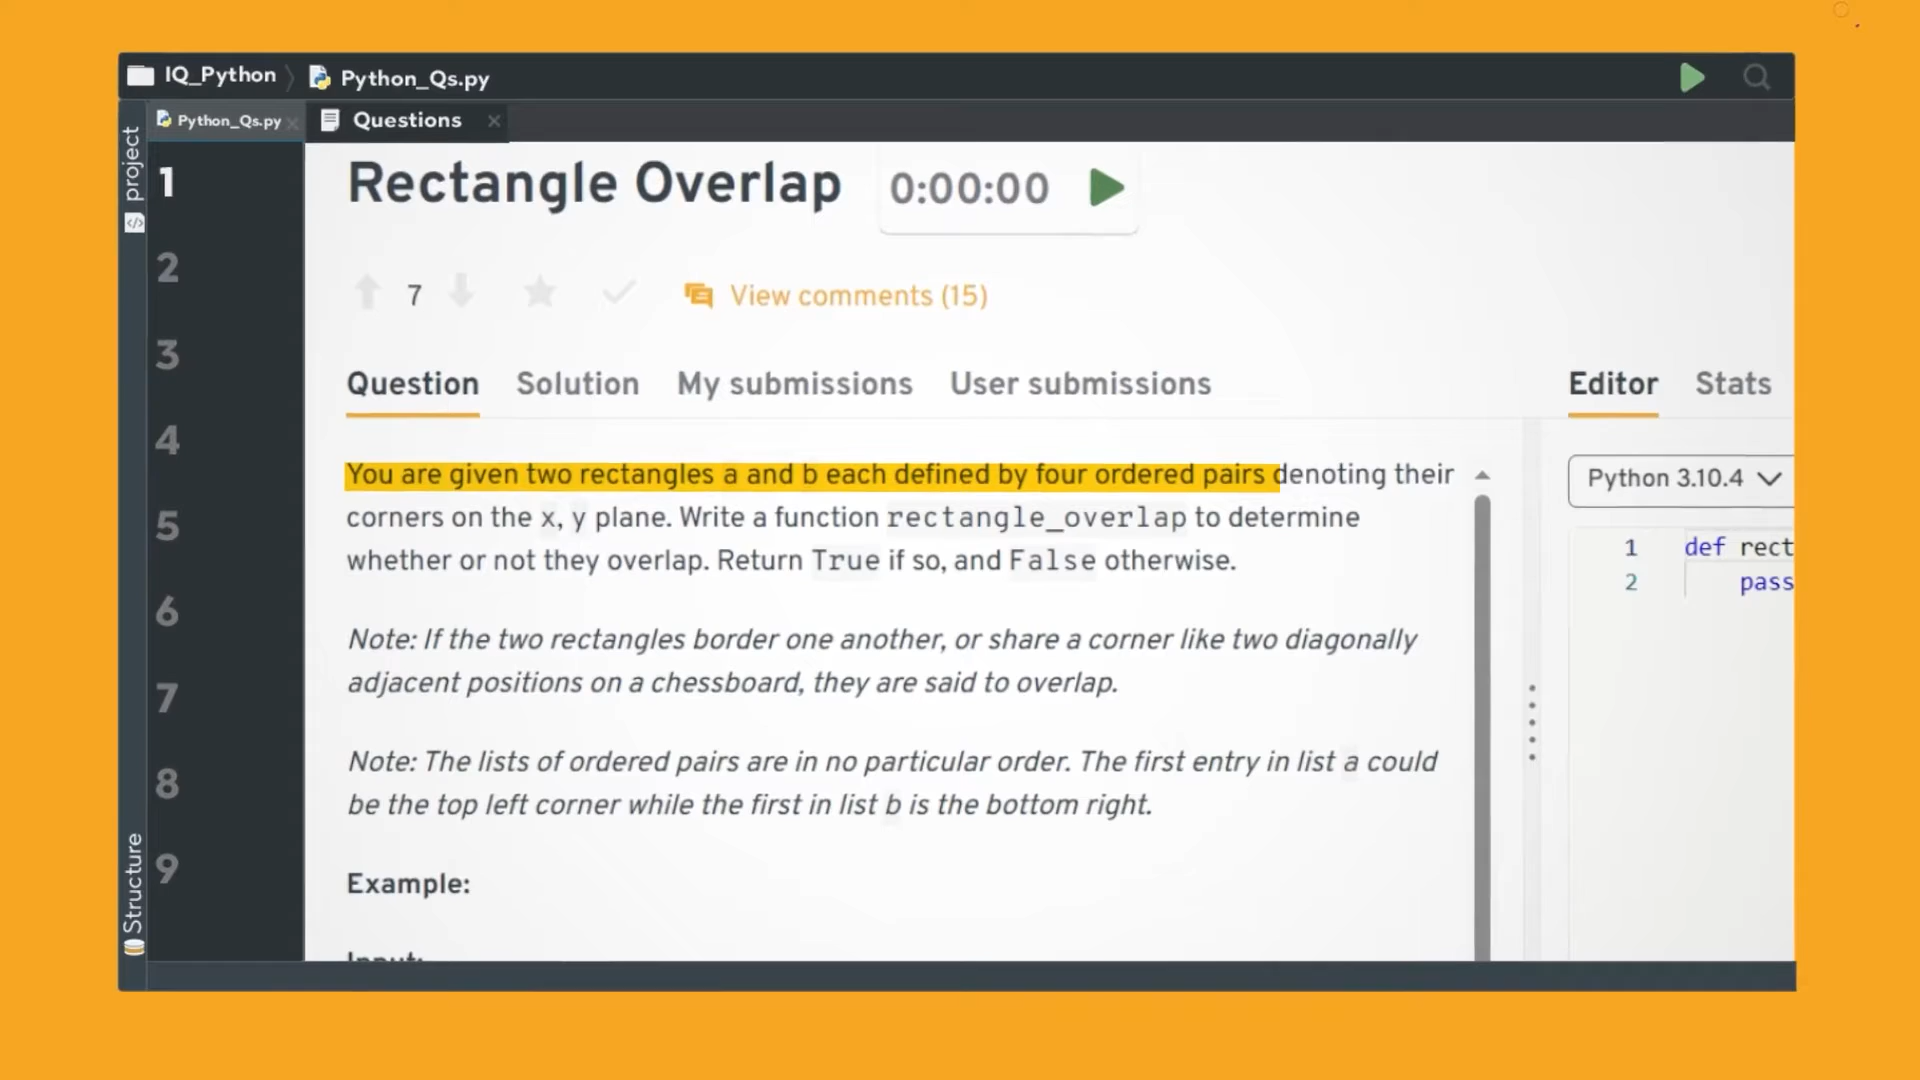 IQ_Python
Python_Qs.py
Python_Qs.py
Questions
project
Structure
1
2
3
4
5
6
7
8
9
Rectangle Overlap
0:00:00
7
View comments (15)
Question Solution My submissions User submissions
You are given two rectangles a and b each defined by four ordered pairs denoting their
corners on the x, y plane. Write a function rectangle_overlap to determine
whether or not they overlap. Return True if so, and False otherwise.
Note: If the two rectangles border one another, or share a corner like two diagonally
adjacent positions on a chessboard, they are said to overlap.
Note: The lists of ordered pairs are in no particular order. The first entry in list a could
be the top left corner while the first in list b is the bottom right.
Example:
Input:
Editor Stats
Python 3.10.4
1 def rect
2 pass